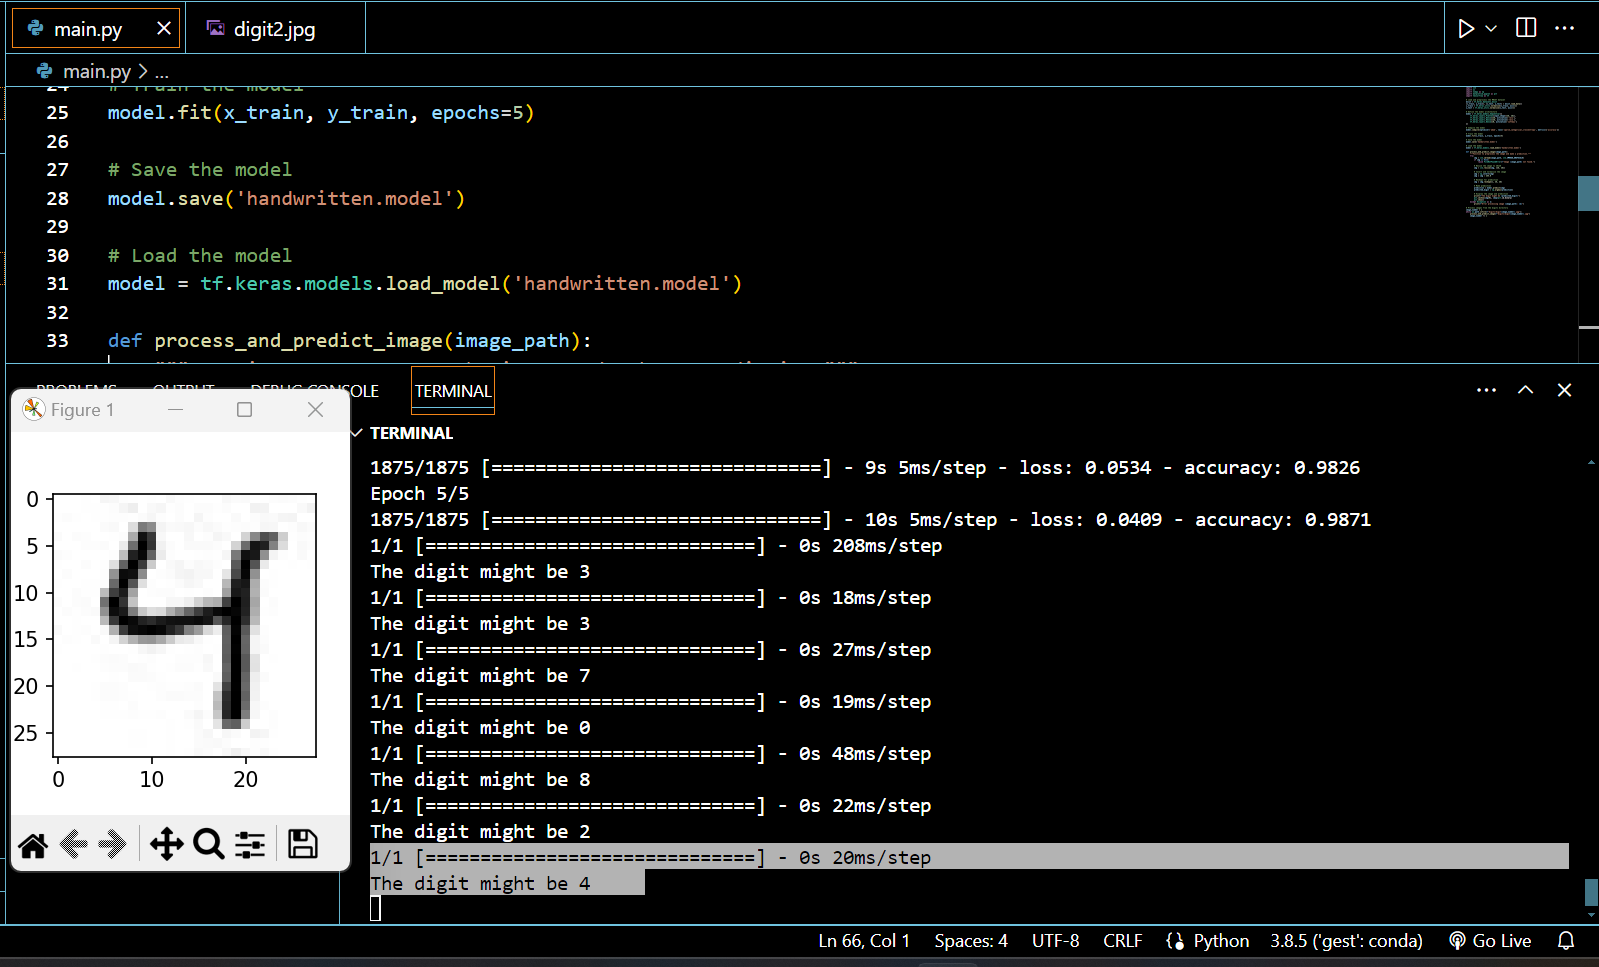 main.py
digit2.jpg
main.py > ...
24 # Train the model
25 model.fit(x_train, y_train, epochs=5)
26
27 # Save the model
28 model.save('handwritten.model')
29
30 # Load the model
31 model = tf.keras.models.load_model('handwritten.model')
32
33 def process_and_predict_image(image_path):
PROBLEMS OUTPUT DEBUG CONSOLE TERMINAL
Figure 1
0
5
10
15
20
25
0 10 20
TERMINAL
1875/1875 [==============================] - 9s 5ms/step - loss: 0.0534 - accuracy: 0.9826
Epoch 5/5
1875/1875 [==============================] - 10s 5ms/step - loss: 0.0409 - accuracy: 0.9871
1/1 [==============================] - 0s 208ms/step
The digit might be 3
1/1 [==============================] - 0s 18ms/step
The digit might be 3
1/1 [==============================] - 0s 27ms/step
The digit might be 7
1/1 [==============================] - 0s 19ms/step
The digit might be 0
1/1 [==============================] - 0s 48ms/step
The digit might be 8
1/1 [==============================] - 0s 22ms/step
The digit might be 2
1/1 [==============================] - 0s 20ms/step
The digit might be 4
Ln 66, Col 1 Spaces: 4 UTF-8 CRLF Python 3.8.5 ('gest': conda) Go Live